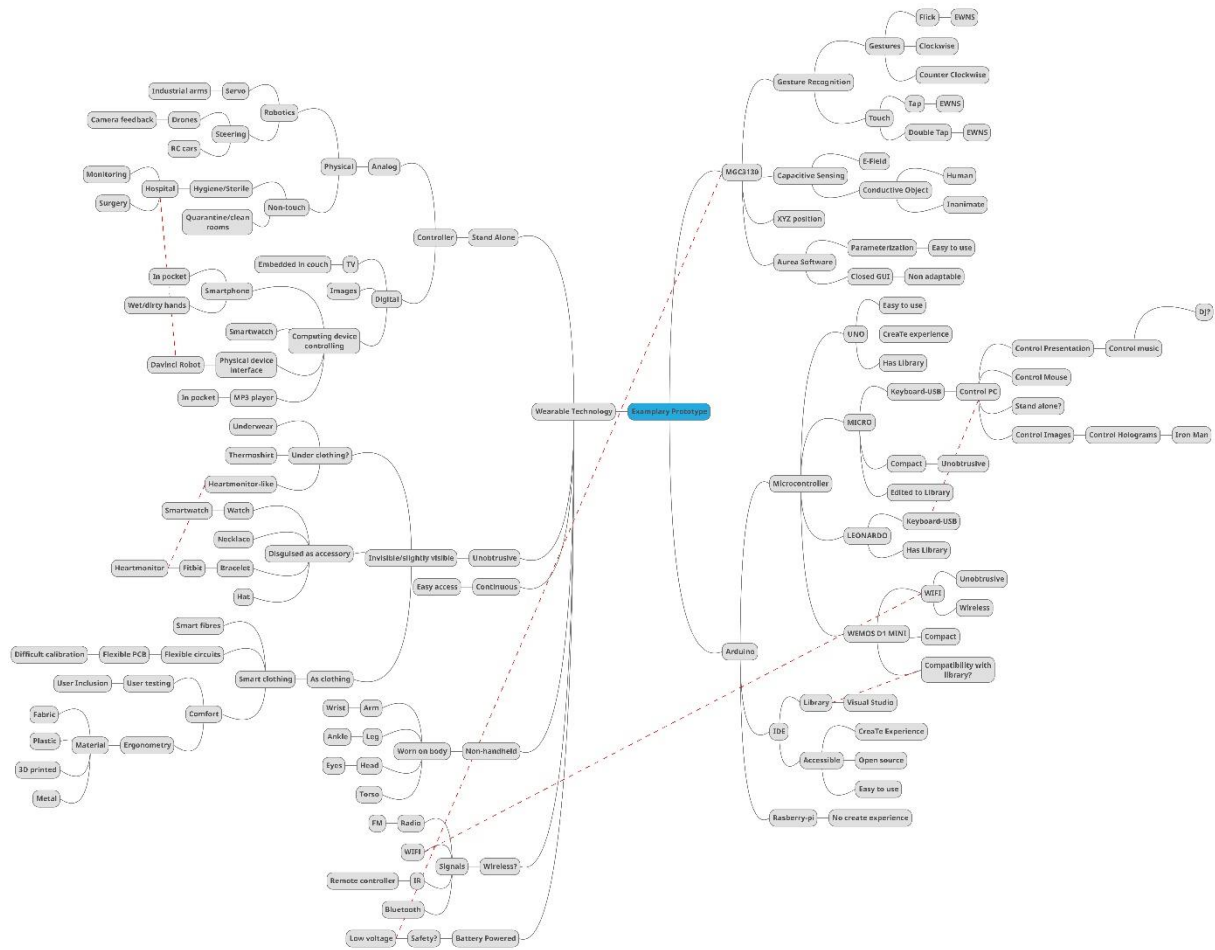 Flick
EWNS
Gestures
Clockwise
Counter Clockwise
Gesture Recognition
Tap
EWNS
Touch
Double Tap
EWNS
MGC3130
E-Field
Capacitive Sensing
Human
Conductive Object
Inanimate
XYZ position
Parameterization
Easy to use
Aurea Software
Closed GUI
Non adaptable
Industrial arms
Servo
Robotics
Camera feedback
Drones
Steering
RC cars
Physical
Analog
Monitoring
Hospital
Hygiene/Sterile
Surgery
Non-touch
Quarantine/clean
rooms
Controller
Stand Alone
Embedded in couch
TV
In pocket
Smartphone
Images
Digital
Wet/dirty hands
Smartwatch
Computing device
controlling
Davinci Robot
Physical device
interface
In pocket
MP3 player
Wearable Technology
Examplary Prototype
Easy to use
UNO
CreaTe experience
Has Library
DJ?
Control Presentation
Control music
Control Mouse
Keyboard-USB
Control PC
Stand alone?
MICRO
Control Images
Control Holograms
Iron Man
Compact
Unobtrusive
Microcontroller
Edited to Library
Keyboard-USB
LEONARDO
Has Library
Unobtrusive
WIFI
Wireless
WEMOS D1 MINI
Compact
Arduino
Compatibility with
library?
Library
Visual Studio
IDE
CreaTe Experience
Accessible
Open source
Easy to use
Rasberry-pi
No create experience
Underwear
Thermoshirt
Under clothing?
Heartmonitor-like
Smartwatch
Watch
Necklace
Disguised as accessory
Invisible/slightly visible
Unobtrusive
Heartmonitor
Fitbit
Bracelet
Easy access
Continuous
Hat
Smart fibres
Difficult calibration
Flexible PCB
Flexible circuits
Smart clothing
As clothing
User Inclusion
User testing
Comfort
Fabric
Plastic
Material
Ergonometry
3D printed
Metal
Wrist
Arm
Ankle
Leg
Worn on body
Non-handheld
Eyes
Head
Torso
FM
Radio
WIFI
Signals
Wireless?
Remote controller
IR
Bluetooth
Low voltage
Safety?
Battery Powered